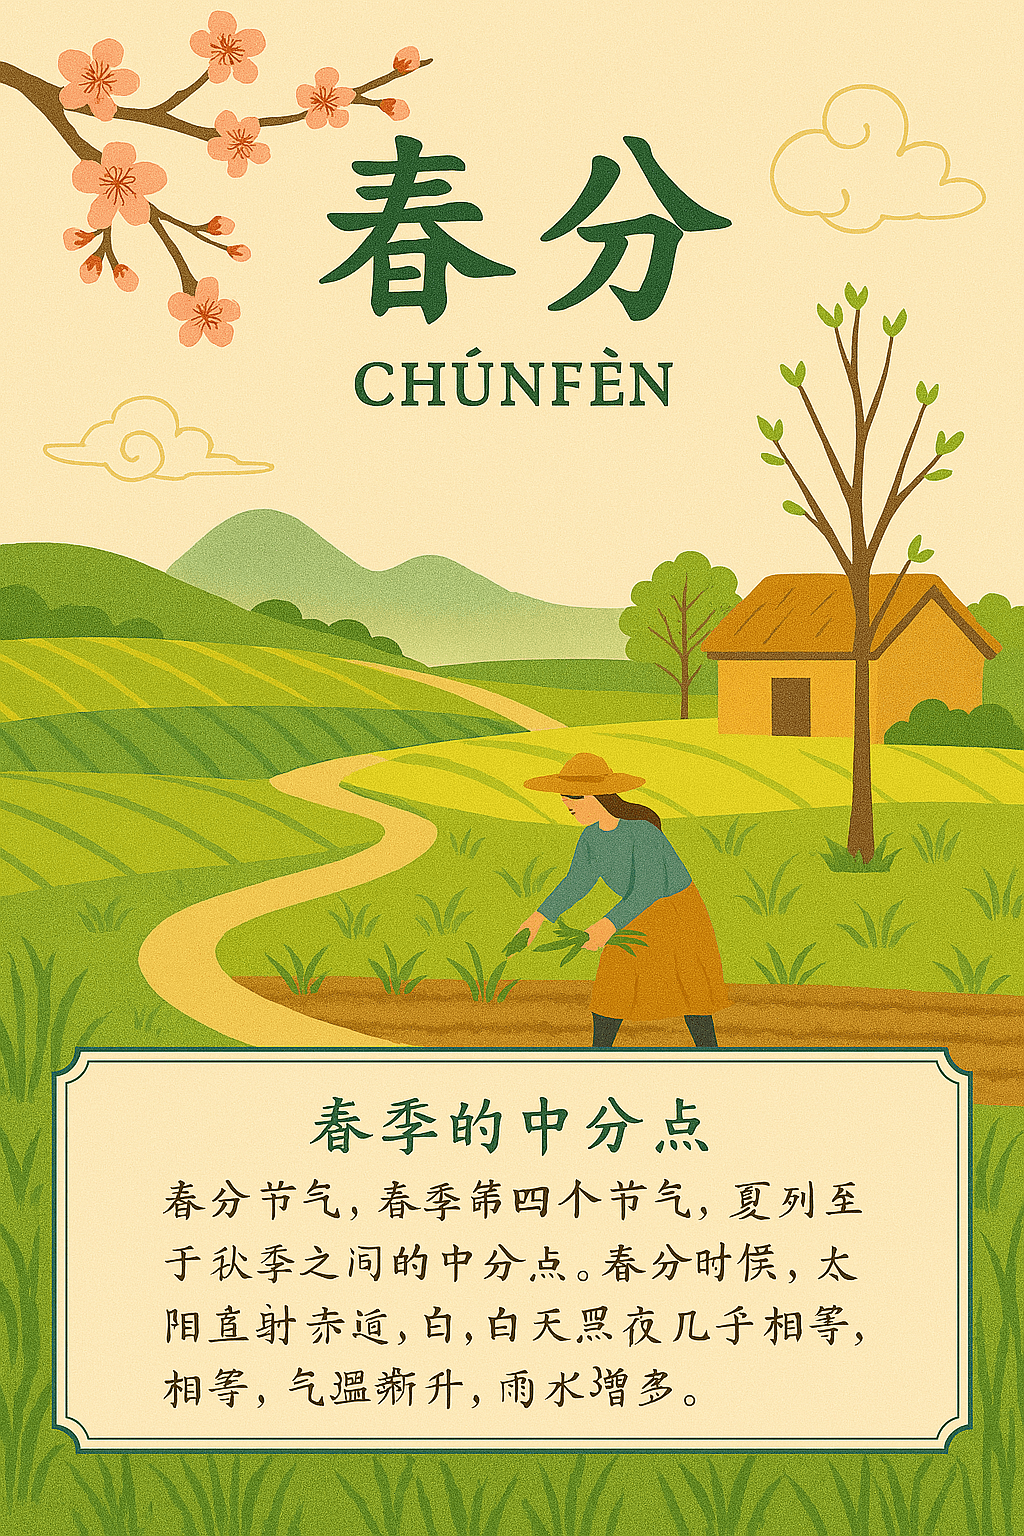 春分
CHÚNFÈN
春季的中分点
春分节气,春季第四个节气,夏列至
于秋季之间的中分点。春分时候,太
阳直射赤道,白,白天黑夜几乎相等,
相等,气温渐升,雨水增多。